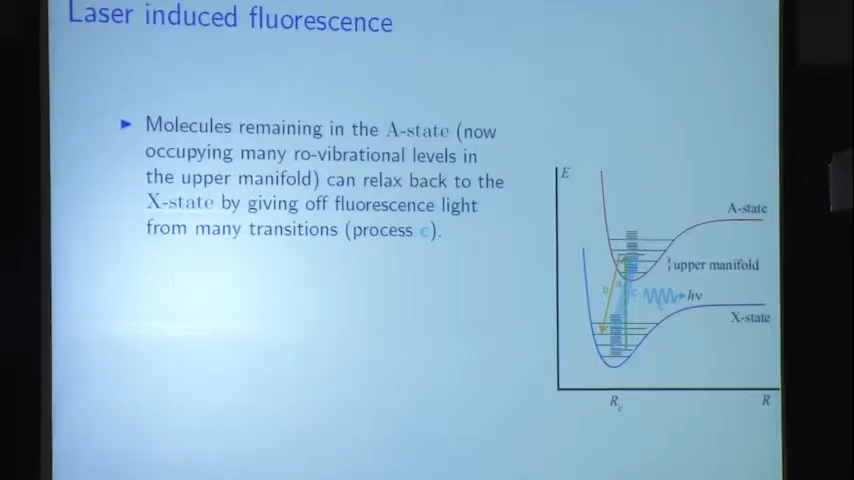 Laser induced fluorescence
Molecules remaining in the A-state (now
occupying many ro-vibrational levels in
the upper manifold) can relax back to the
X-state by giving off fluorescence light
from many transitions (process c).
E
A-state
upper manifold
b
a
c
hν
X-state
R_e
R